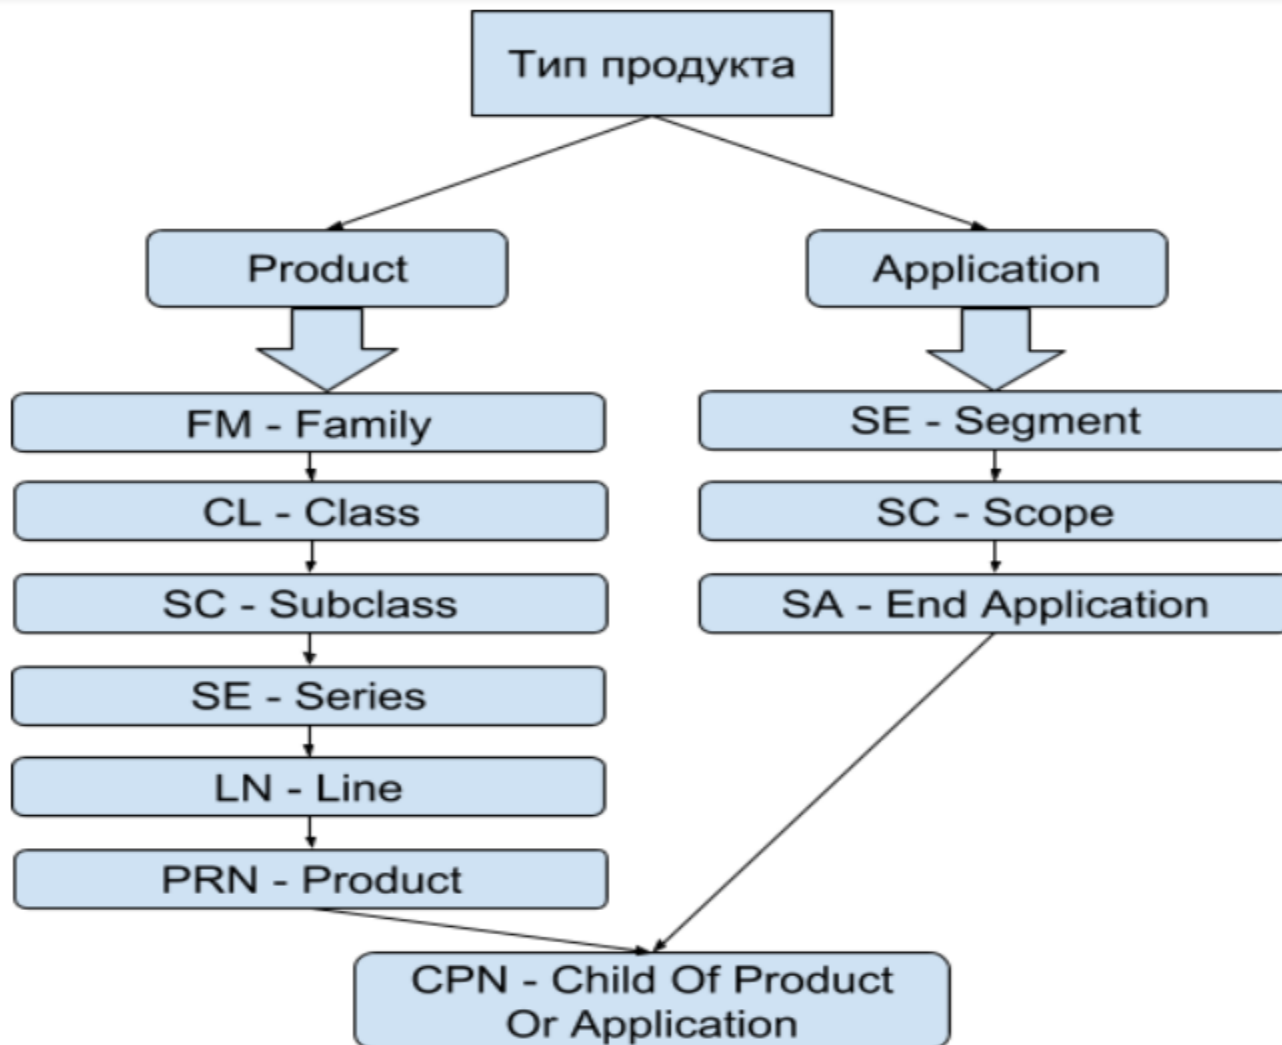 Тип продукта
Product
Application
FM - Family
SE - Segment
CL - Class
SC - Scope
SC - Subclass
SA - End Application
SE - Series
LN - Line
PRN - Product
CPN - Child Of Product
Or Application